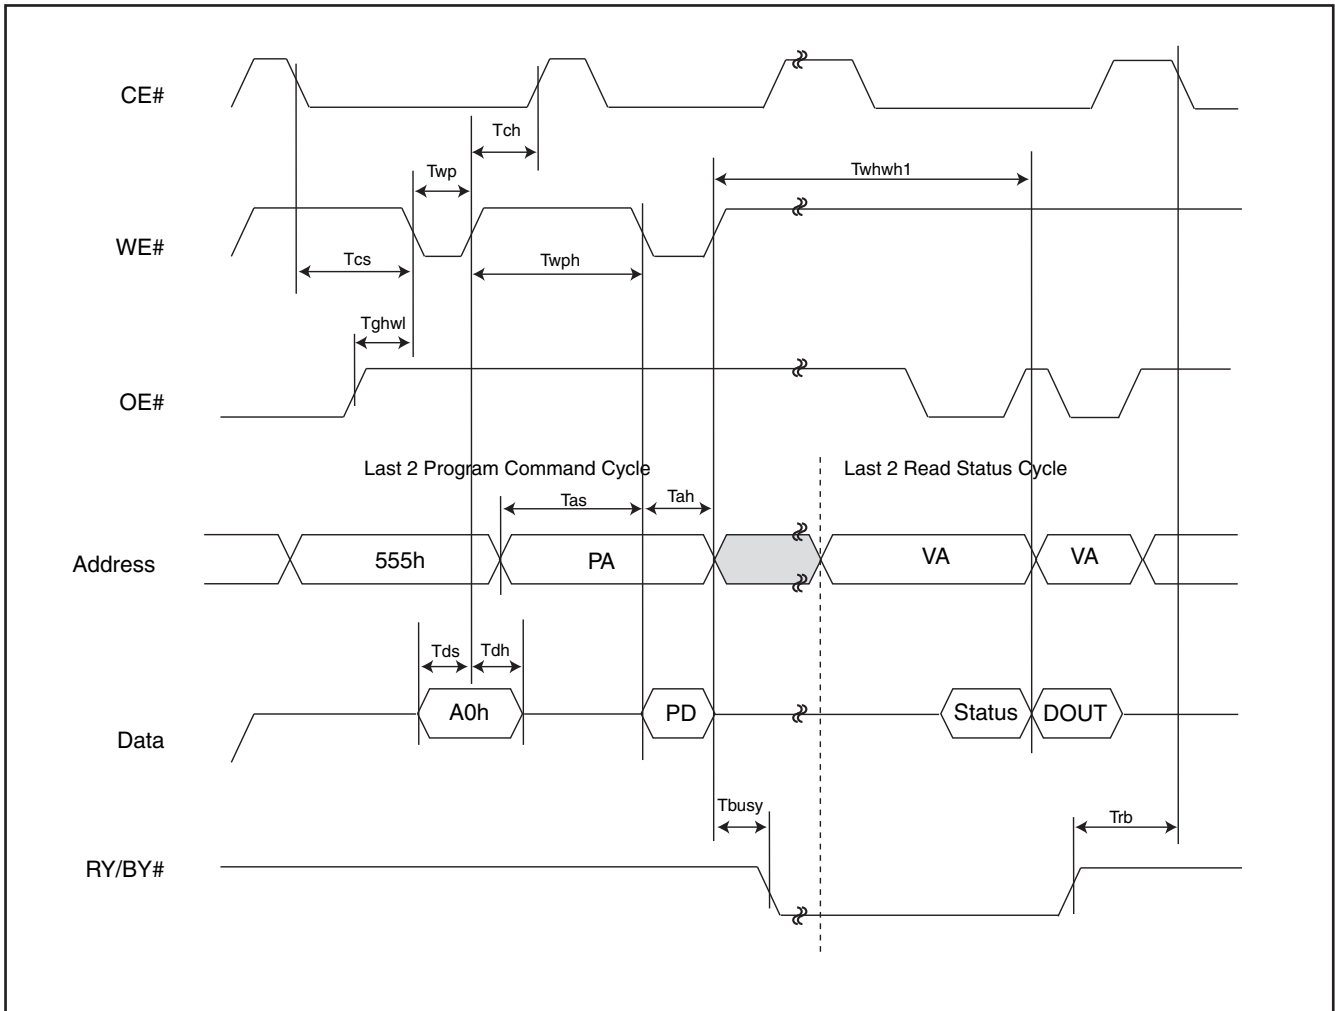 CE#
Tch
Twp
Twhwh1
WE#
Tcs
Twph
Tghwl
OE#
Last 2 Program Command Cycle
Last 2 Read Status Cycle
Tas
Tah
Address
555h
PA
VA
VA
Tds
Tdh
A0h
PD
Status
DOUT
Data
Tbusy
Trb
RY/BY#